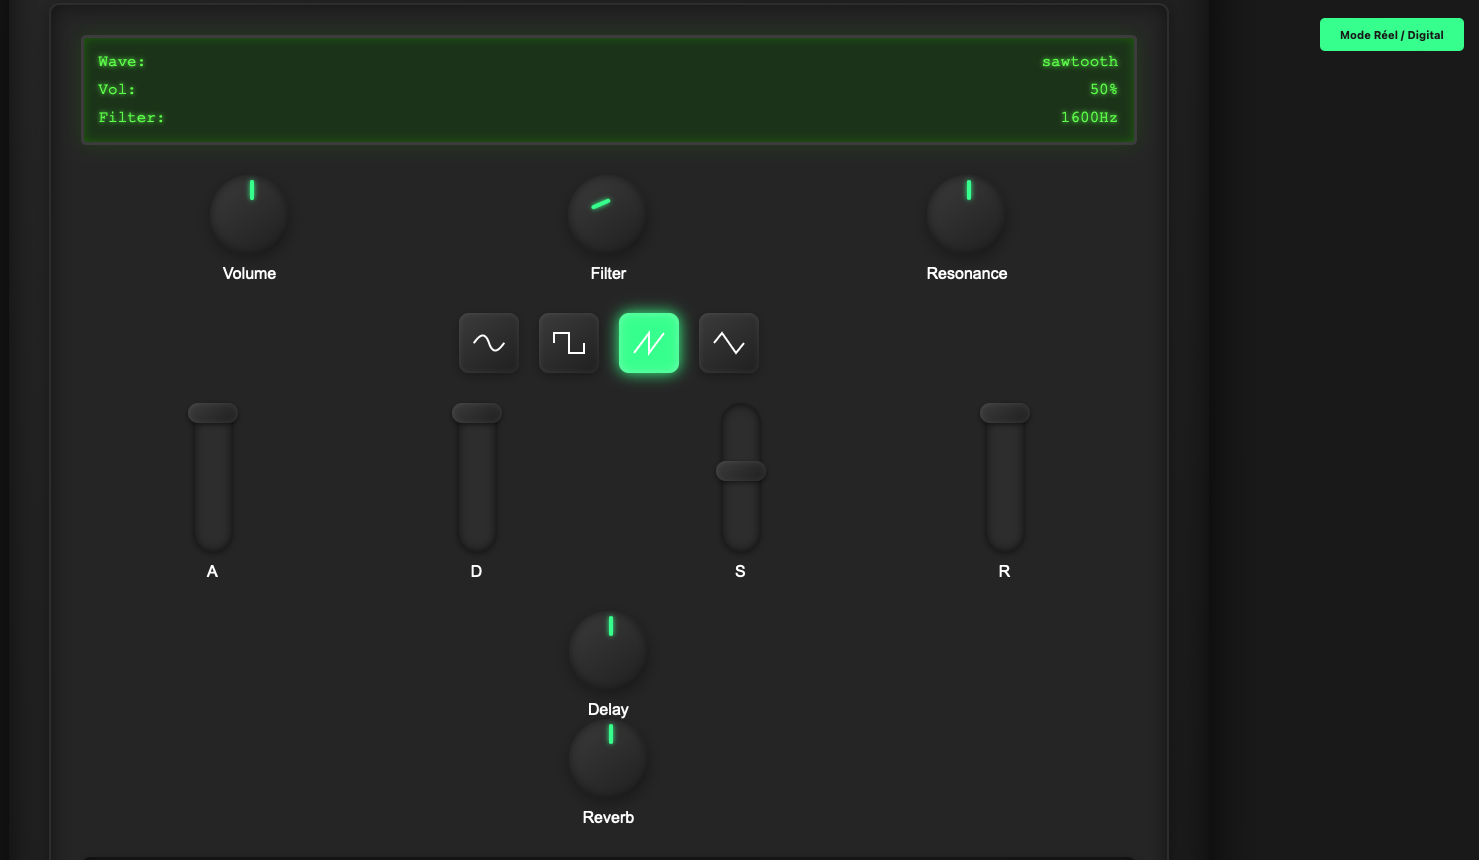 Mode Réel / Digital
Wave: sawtooth
Vol: 50%
Filter: 1600Hz
Volume
Filter
Resonance
A
D
S
R
Delay
Reverb